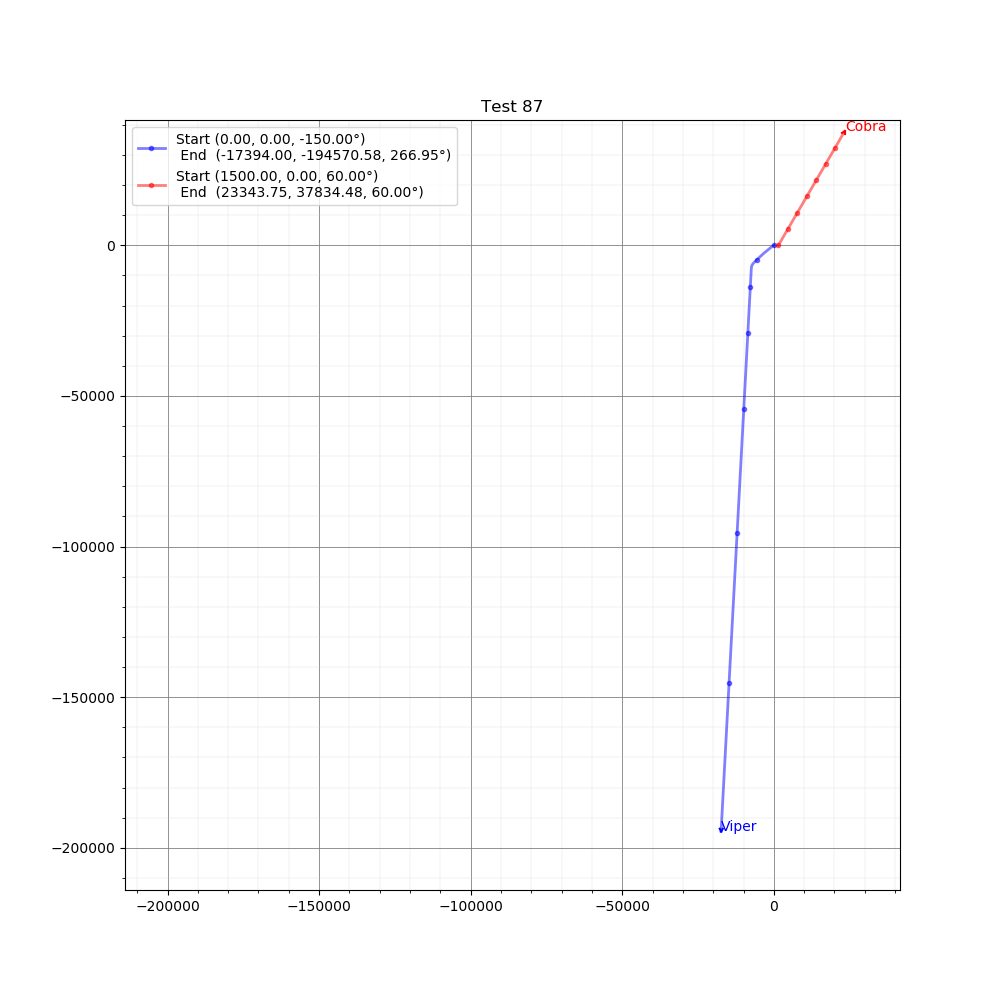 Test 87
Start (0.00, 0.00, -150.00°)
End (-17394.00, -194570.58, 266.95°)
Start (1500.00, 0.00, 60.00°)
End (23343.75, 37834.48, 60.00°)
Cobra
0
−50000
−100000
−150000
Viper
−200000
−200000 −150000 −100000 −50000 0